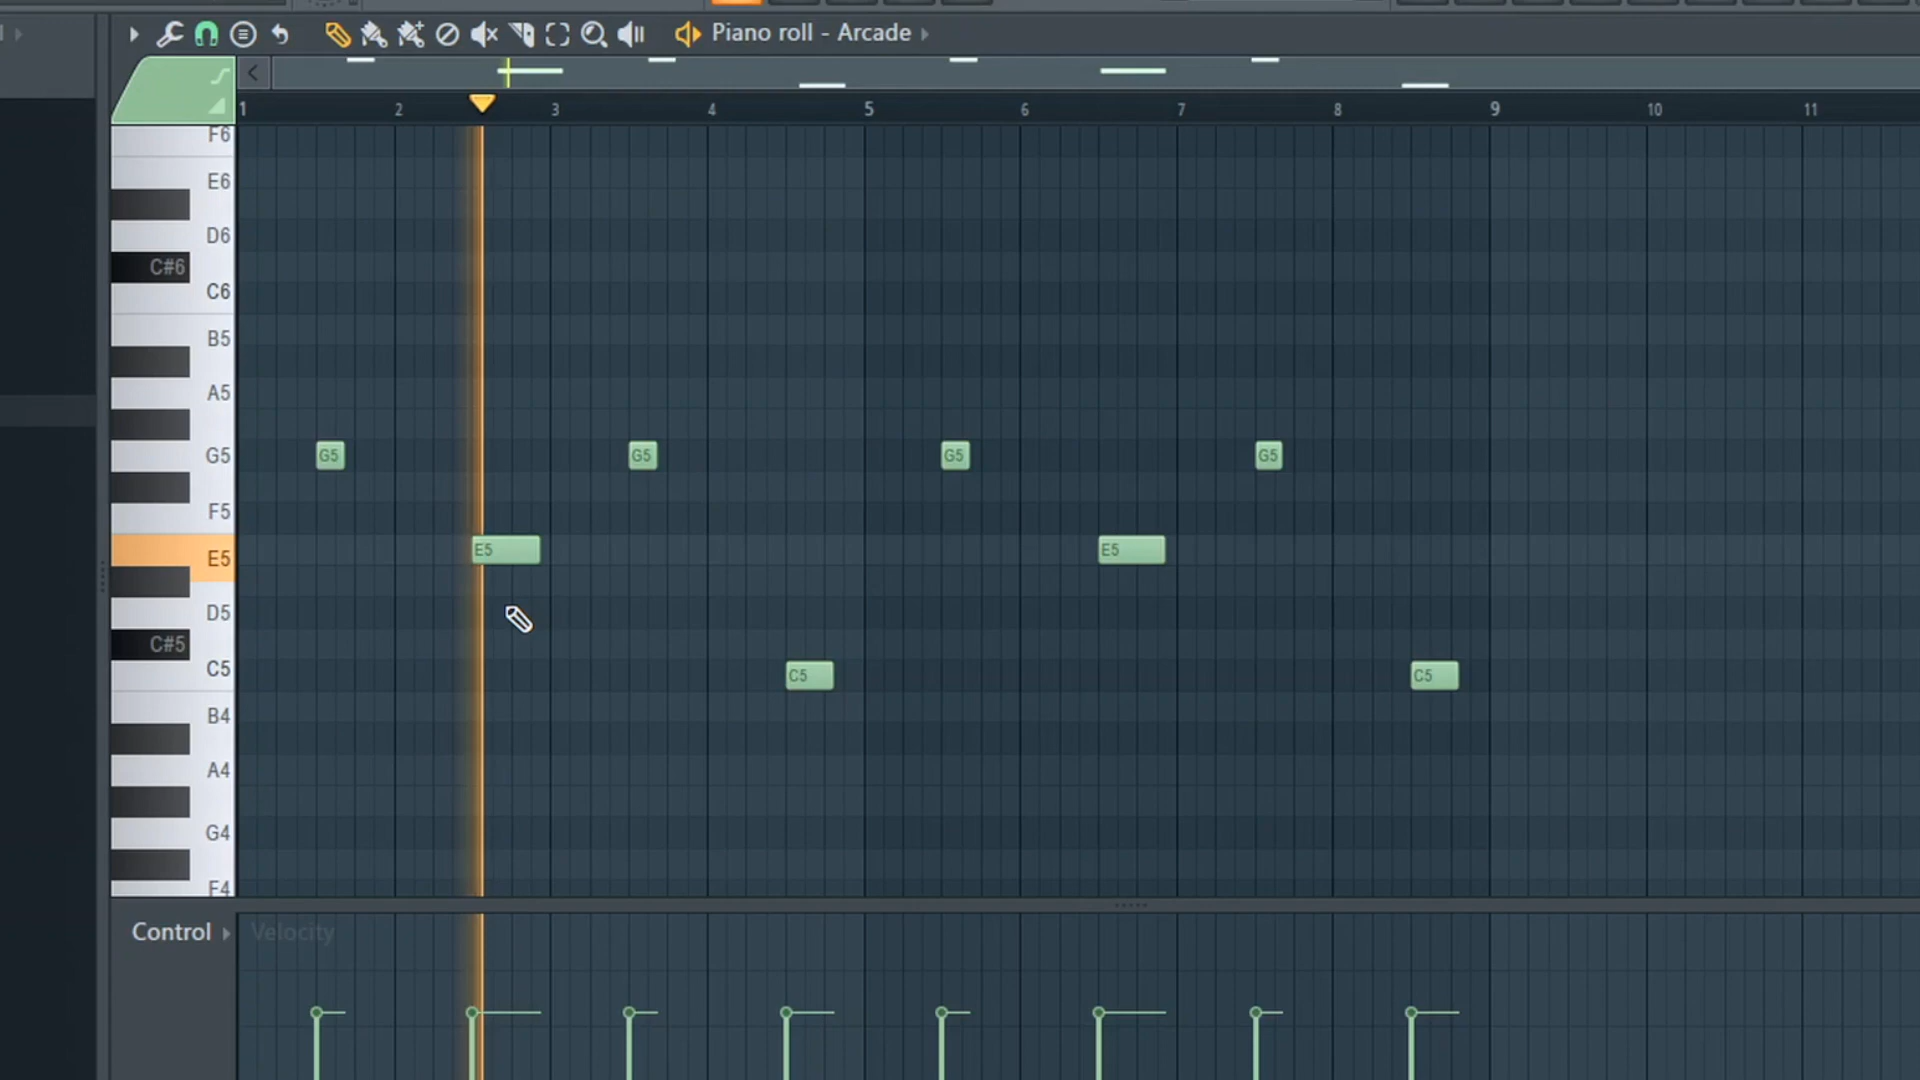 Piano roll - Arcade
1 2 3 4 5 6 7 8 9 10 11
F6
E6
D6
C#6
C6
B5
A5
G5
F5
E5
D5
C#5
C5
B4
A4
G4
F4
G5 G5 G5 G5
E5 E5
C5 C5
Control Velocity